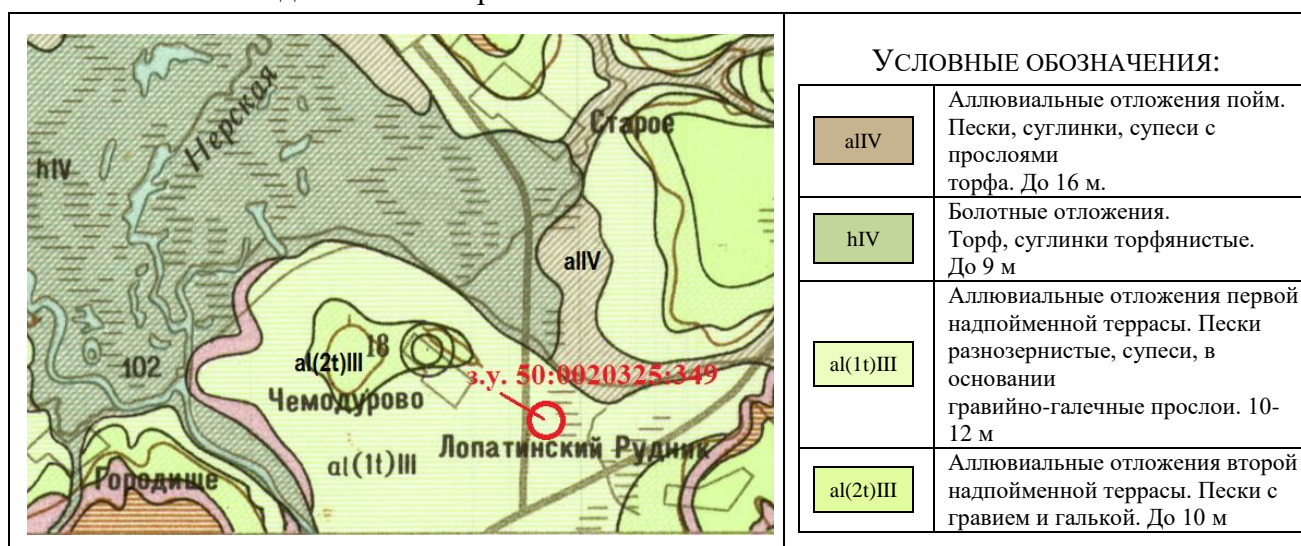 Нерская
hIV
Старое
alIV
102
al(2t)III
18
з.у. 50:0020325:349
Чемодурово
Лопатинский Рудник
al(1t)III
Городище
УСЛОВНЫЕ ОБОЗНАЧЕНИЯ:
alIV
Аллювиальные отложения пойм.
Пески, суглинки, супеси с
прослоями
торфа. До 16 м.
hIV
Болотные отложения.
Торф, суглинки торфянистые.
До 9 м
al(1t)III
Аллювиальные отложения первой
надпойменной террасы. Пески
разнозернистые, супеси, в
основании
гравийно-галечные прослои. 10-
12 м
al(2t)III
Аллювиальные отложения второй
надпойменной террасы. Пески с
гравием и галькой. До 10 м